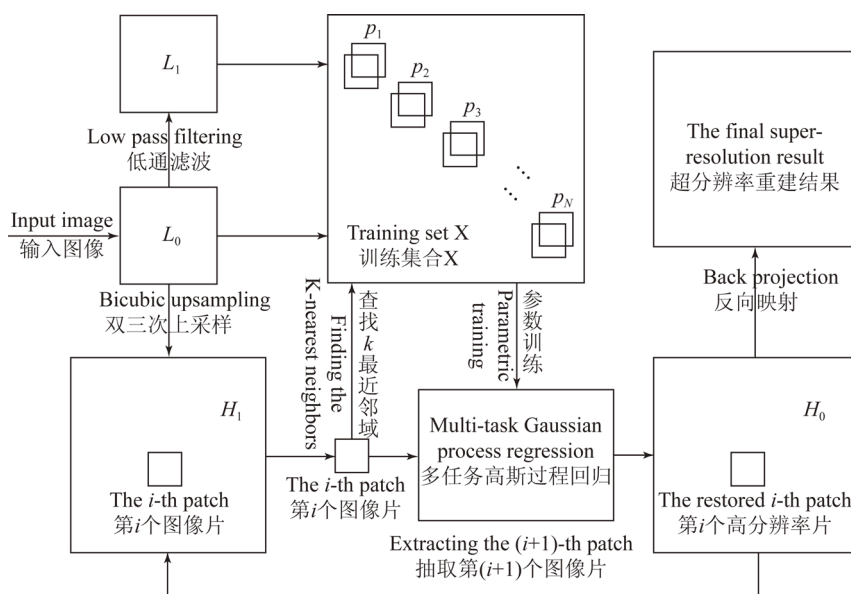 L1
p1
p2
p3
pN
Low pass filtering
低通滤波
Input image
输入图像
L0
Training set X
训练集合X
The final super-
resolution result
超分辨率重建结果
Bicubic upsampling
双三次上采样
Finding the
K-nearest neighbors
查找k最近邻域
Parametric
training
参数训练
Back projection
反向映射
H1
The i-th patch
第i个图像片
The i-th patch
第i个图像片
Multi-task Gaussian
process regression
多任务高斯过程回归
H0
The restored i-th patch
第i个高分辨率片
Extracting the (i+1)-th patch
抽取第(i+1)个图像片